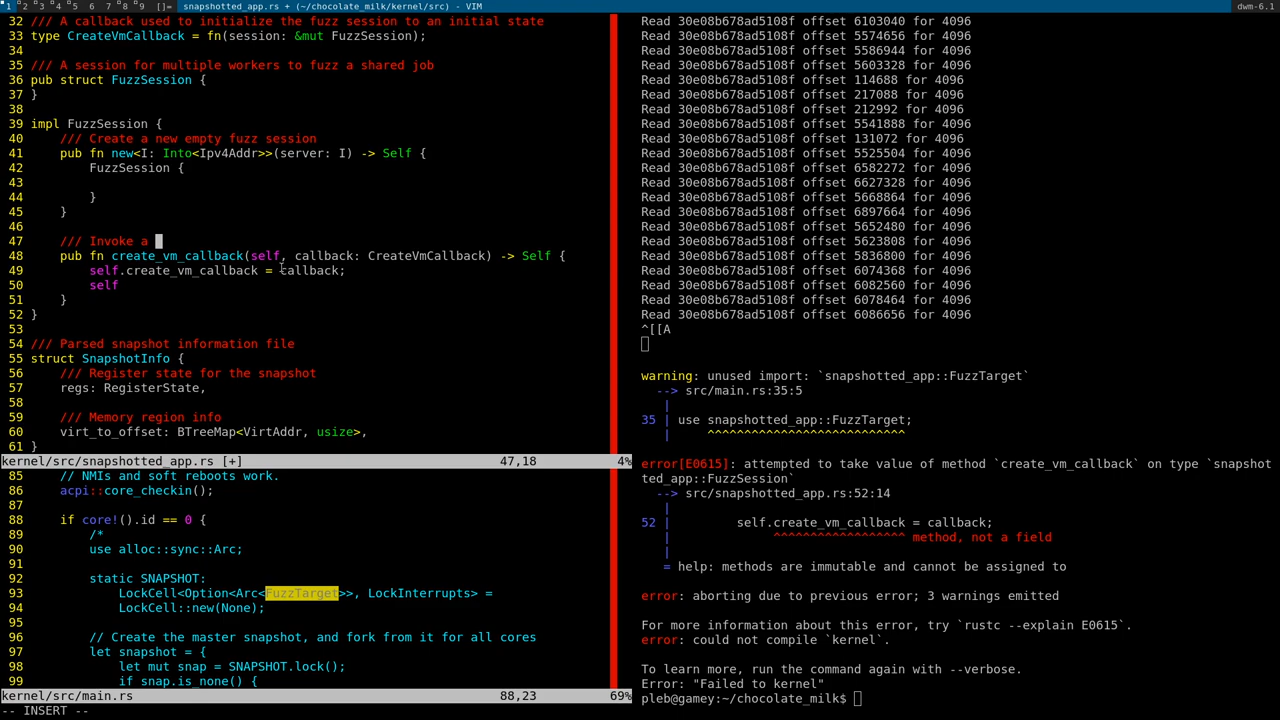 1 2 3 4 5 6 7 8 9 []= snapshotted_app.rs + (~/chocolate_milk/kernel/src) - VIM dwm-6.1
32 /// A callback used to initialize the fuzz session to an initial state
33 type CreateVmCallback = fn(session: &mut FuzzSession);
34
35 /// A session for multiple workers to fuzz a shared job
36 pub struct FuzzSession {
37 }
38
39 impl FuzzSession {
40     /// Create a new empty fuzz session
41     pub fn new<I: Into<Ipv4Addr>>(server: I) -> Self {
42         FuzzSession {
43
44         }
45     }
46
47     /// Invoke a
48     pub fn create_vm_callback(self, callback: CreateVmCallback) -> Self {
49         self.create_vm_callback = callback;
50         self
51     }
52 }
53
54 /// Parsed snapshot information file
55 struct SnapshotInfo {
56     /// Register state for the snapshot
57     regs: RegisterState,
58
59     /// Memory region info
60     virt_to_offset: BTreeMap<VirtAddr, usize>,
61 }
kernel/src/snapshotted_app.rs [+] 47,18 4%
85     // NMIs and soft reboots work.
86     acpi::core_checkin();
87
88     if core!().id == 0 {
89         /*
90         use alloc::sync::Arc;
91
92         static SNAPSHOT:
93             LockCell<Option<Arc<FuzzTarget>>, LockInterrupts> =
94             LockCell::new(None);
95
96         // Create the master snapshot, and fork from it for all cores
97         let snapshot = {
98             let mut snap = SNAPSHOT.lock();
99             if snap.is_none() {
kernel/src/main.rs 88,23 69%
-- INSERT --
Read 30e08b678ad5108f offset 6103040 for 4096
Read 30e08b678ad5108f offset 5574656 for 4096
Read 30e08b678ad5108f offset 5586944 for 4096
Read 30e08b678ad5108f offset 5603328 for 4096
Read 30e08b678ad5108f offset 114688 for 4096
Read 30e08b678ad5108f offset 217088 for 4096
Read 30e08b678ad5108f offset 212992 for 4096
Read 30e08b678ad5108f offset 5541888 for 4096
Read 30e08b678ad5108f offset 131072 for 4096
Read 30e08b678ad5108f offset 5525504 for 4096
Read 30e08b678ad5108f offset 6582272 for 4096
Read 30e08b678ad5108f offset 6627328 for 4096
Read 30e08b678ad5108f offset 5668864 for 4096
Read 30e08b678ad5108f offset 6897664 for 4096
Read 30e08b678ad5108f offset 5652480 for 4096
Read 30e08b678ad5108f offset 5623808 for 4096
Read 30e08b678ad5108f offset 5836800 for 4096
Read 30e08b678ad5108f offset 6074368 for 4096
Read 30e08b678ad5108f offset 6082560 for 4096
Read 30e08b678ad5108f offset 6078464 for 4096
Read 30e08b678ad5108f offset 6086656 for 4096
^[[A
warning: unused import: `snapshotted_app::FuzzTarget`
  --> src/main.rs:35:5
   |
35 | use snapshotted_app::FuzzTarget;
   |     ^^^^^^^^^^^^^^^^^^^^^^^^^^^
error[E0615]: attempted to take value of method `create_vm_callback` on type `snapshot
ted_app::FuzzSession`
  --> src/snapshotted_app.rs:52:14
   |
52 |         self.create_vm_callback = callback;
   |              ^^^^^^^^^^^^^^^^^^ method, not a field
   |
   = help: methods are immutable and cannot be assigned to
error: aborting due to previous error; 3 warnings emitted
For more information about this error, try `rustc --explain E0615`.
error: could not compile `kernel`.
To learn more, run the command again with --verbose.
Error: "Failed to kernel"
pleb@gamey:~/chocolate_milk$